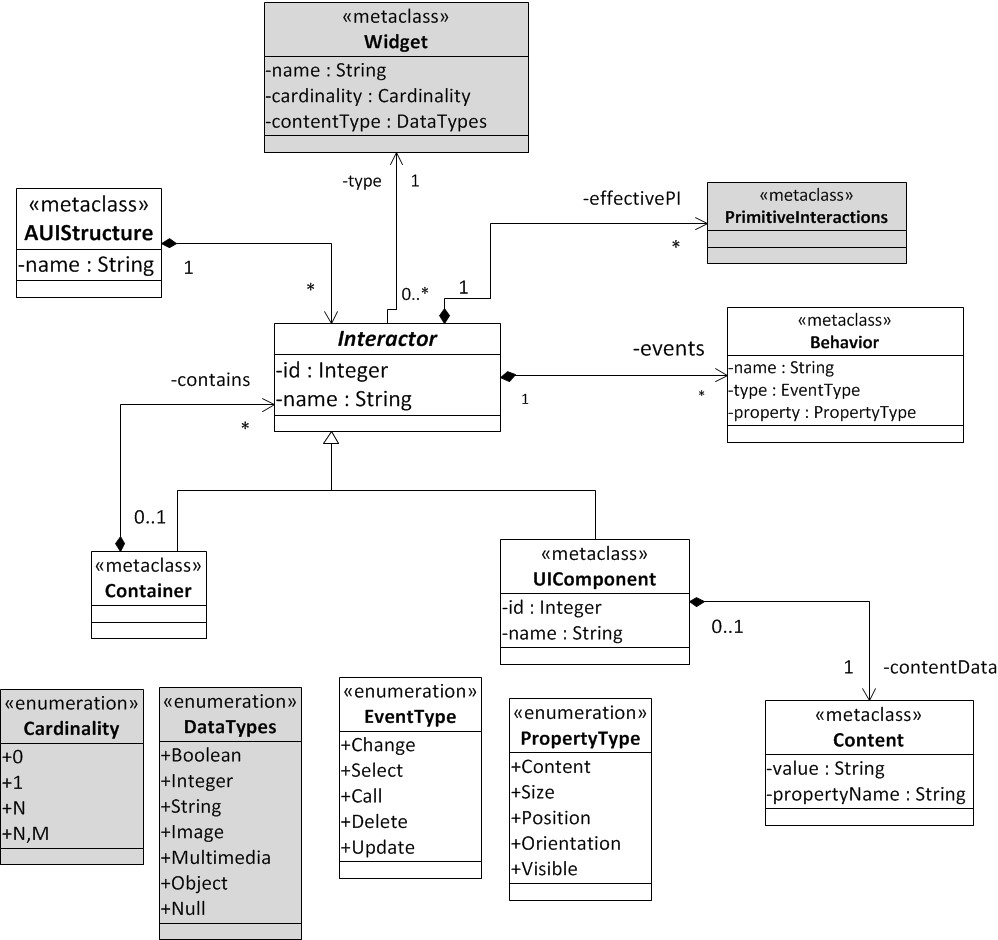 «metaclass»
Widget
-name : String
-cardinality : Cardinality
-contentType : DataTypes
-type
1
«metaclass»
AUIStructure
-name : String
1
*
-effectivePI
*
«metaclass»
PrimitiveInteractions
0..*
1
Interactor
-id : Integer
-name : String
-events
1
*
«metaclass»
Behavior
-name : String
-type : EventType
-property : PropertyType
-contains
*
0..1
«metaclass»
Container
«metaclass»
UIComponent
-id : Integer
-name : String
0..1
1
-contentData
«metaclass»
Content
-value : String
-propertyName : String
«enumeration»
Cardinality
+0
+1
+N
+N,M
«enumeration»
DataTypes
+Boolean
+Integer
+String
+Image
+Multimedia
+Object
+Null
«enumeration»
EventType
+Change
+Select
+Call
+Delete
+Update
«enumeration»
PropertyType
+Content
+Size
+Position
+Orientation
+Visible